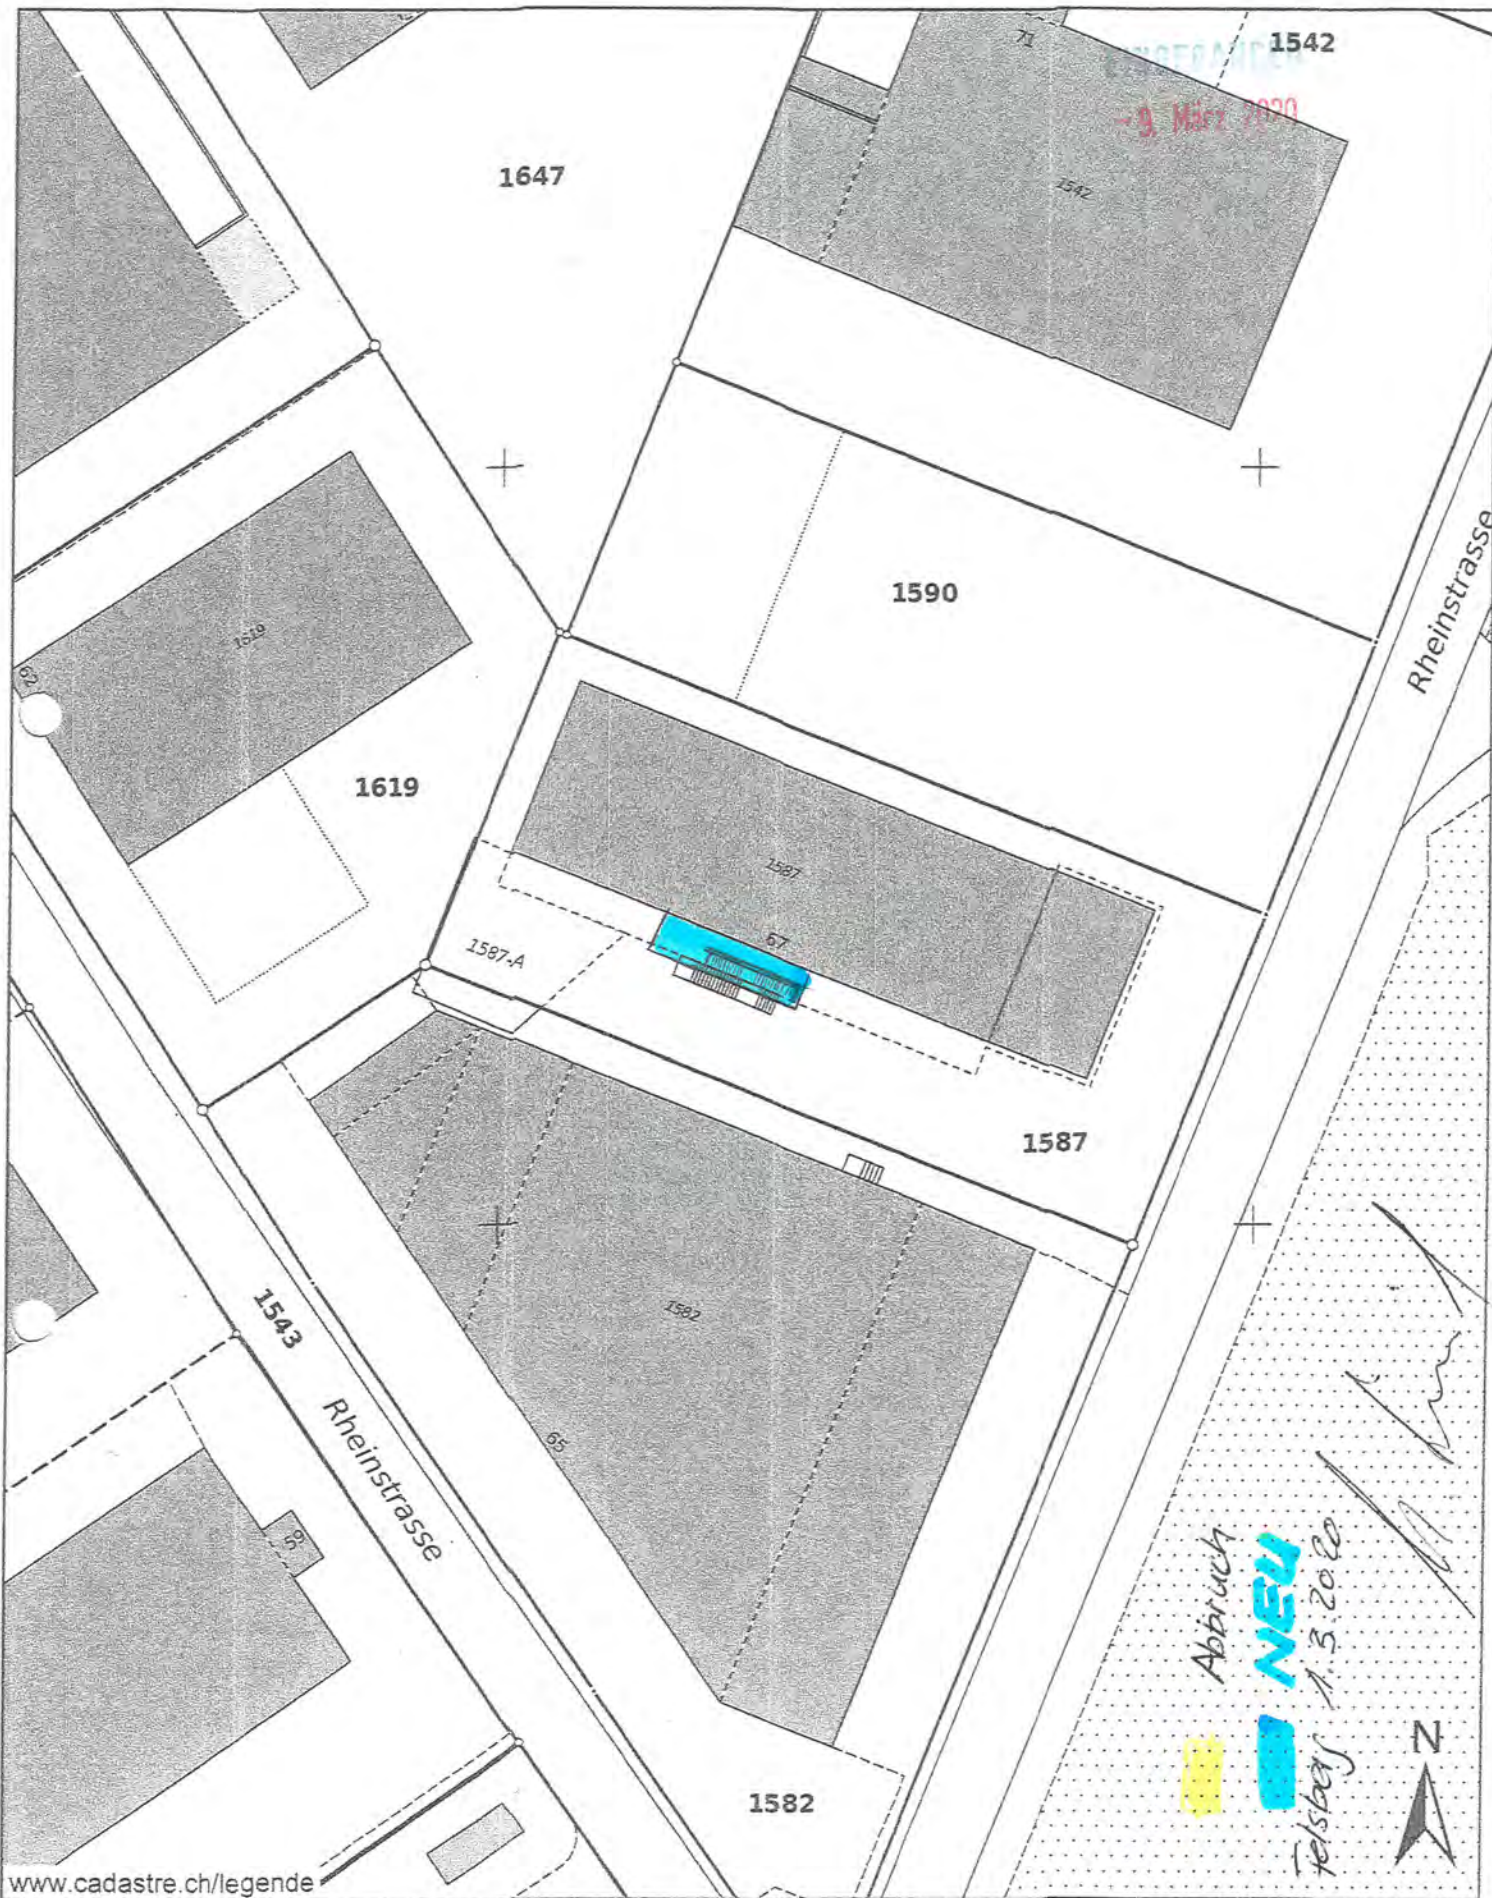 71
1542
EINGEGANGEN
- 9. März 2020
1647
1542
Rheinstrasse
1590
1619
62
1619
1587
67
1587-A
1587
1582
1543
Rheinstrasse
65
59
Abbruch
NEU
Felsberg 1.3.2020
N
1582
www.cadastre.ch/legende